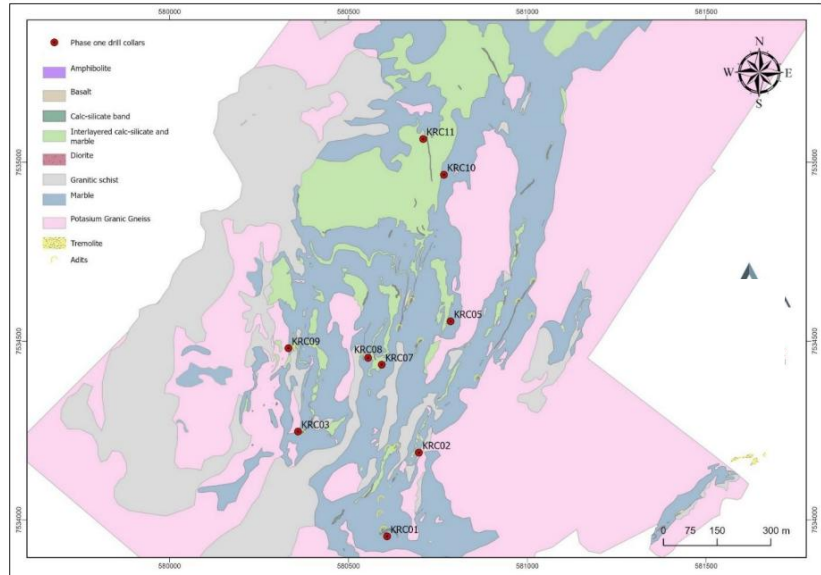 580000 580500 581000 581500
Phase one drill collars
Amphibolite
Basalt
Calc-silicate band
Interlayered calc-silicate and
marble
Diorite
Granitic schist
Marble
Potasium Granic Gneiss
Tremolite
Adits
N
W E
S
7535000 7535000
7534500 7534500
7534000 7534000
KRC11
KRC10
KRC05
KRC09
KRC08
KRC07
KRC03
KRC02
KRC01
0 75 150 300 m
580000 580500 581000 581500